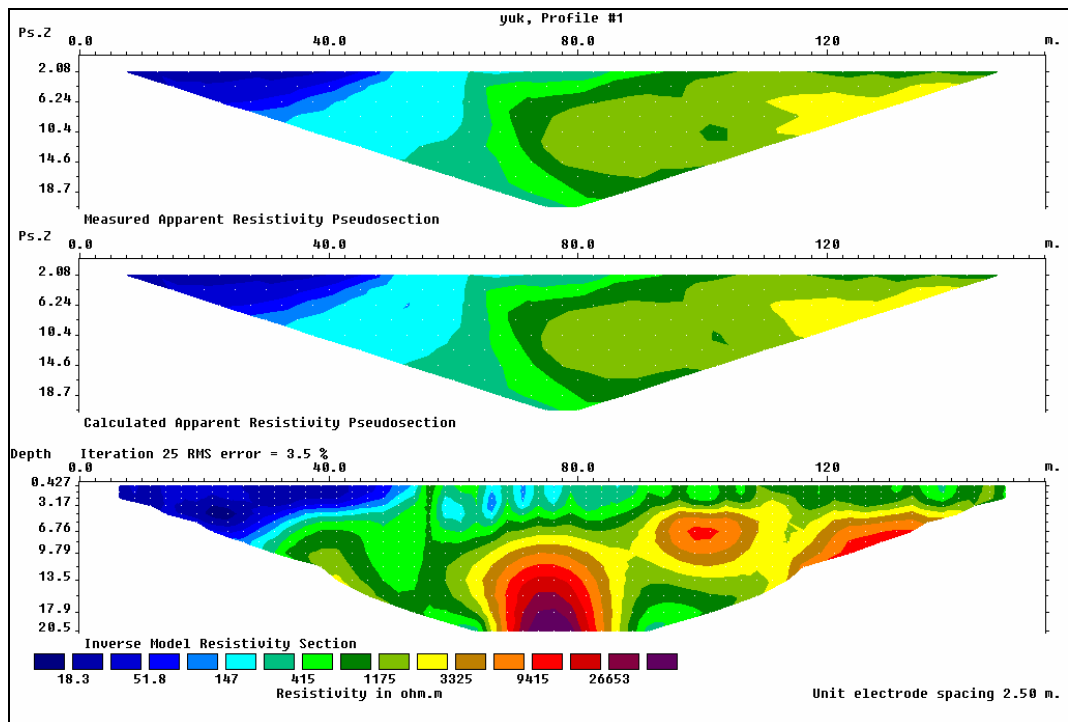 yuk, Profile #1
Ps.Z 0.0 40.0 80.0 120 m.
2.08
6.24
10.4
14.6
18.7
Measured Apparent Resistivity Pseudosection
Ps.Z 0.0 40.0 80.0 120 m.
2.08
6.24
10.4
14.6
18.7
Calculated Apparent Resistivity Pseudosection
Depth Iteration 25 RMS error = 3.5 %
0.0 40.0 80.0 120 m.
0.427
3.17
6.76
9.79
13.5
17.9
20.5
Inverse Model Resistivity Section
18.3 51.8 147 415 1175 3325 9415 26653
Resistivity in ohm.m Unit electrode spacing 2.50 m.